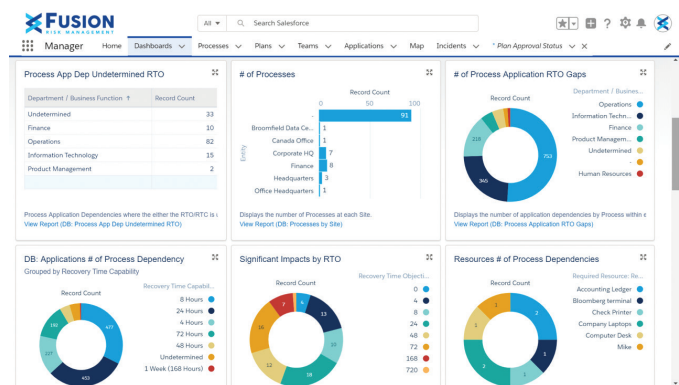 FUSION
RISK MANAGEMENT
All
Search Salesforce
Manager
Home
Dashboards
Processes
Plans
Teams
Applications
Map
Incidents
* Plan Approval Status
Process App Dep Undetermined RTO
Department / Business Function ↑ Record Count
Undetermined 33
Finance 10
Operations 82
Information Technology 15
Product Management 2
Process Application Dependencies where the either the RTO/RTC is
View Report (DB: Process App Dep Undetermined RTO)
# of Processes
Record Count
0 50 100
Entity
- 91
Broomfield Data Ce... 1
Canada Office 1
Corporate HQ 7
Finance 8
Headquarters 3
Office Headquarters 1
Displays the number of Processes at each Site.
View Report (DB: Processes by Site)
# of Process Application RTO Gaps
Department / Busines...
Record Count
Operations
Information Techn...
Finance
Product Managem...
Undetermined
-
Human Resources
218
753
345
Displays the number of application dependencies by Process within e
View Report (DB: Process Application RTO Gaps)
DB: Applications # of Process Dependency
Grouped by Recovery Time Capability
Recovery Time Capabil...
Record Count
8 Hours
24 Hours
4 Hours
72 Hours
48 Hours
Undetermined
1 Week (168 Hours)
192
477
227
453
Significant Impacts by RTO
Recovery Time Objecti...
Record Count
0
4
8
24
48
72
168
720
7
4
13
16
10
12
18
Resources # of Process Dependencies
Required Resource: Re...
Record Count
Accounting Ledger
Bloomberg terminal
Check Printer
Company Laptops
Computer Desk
Mike
1
2
1
1
2
1